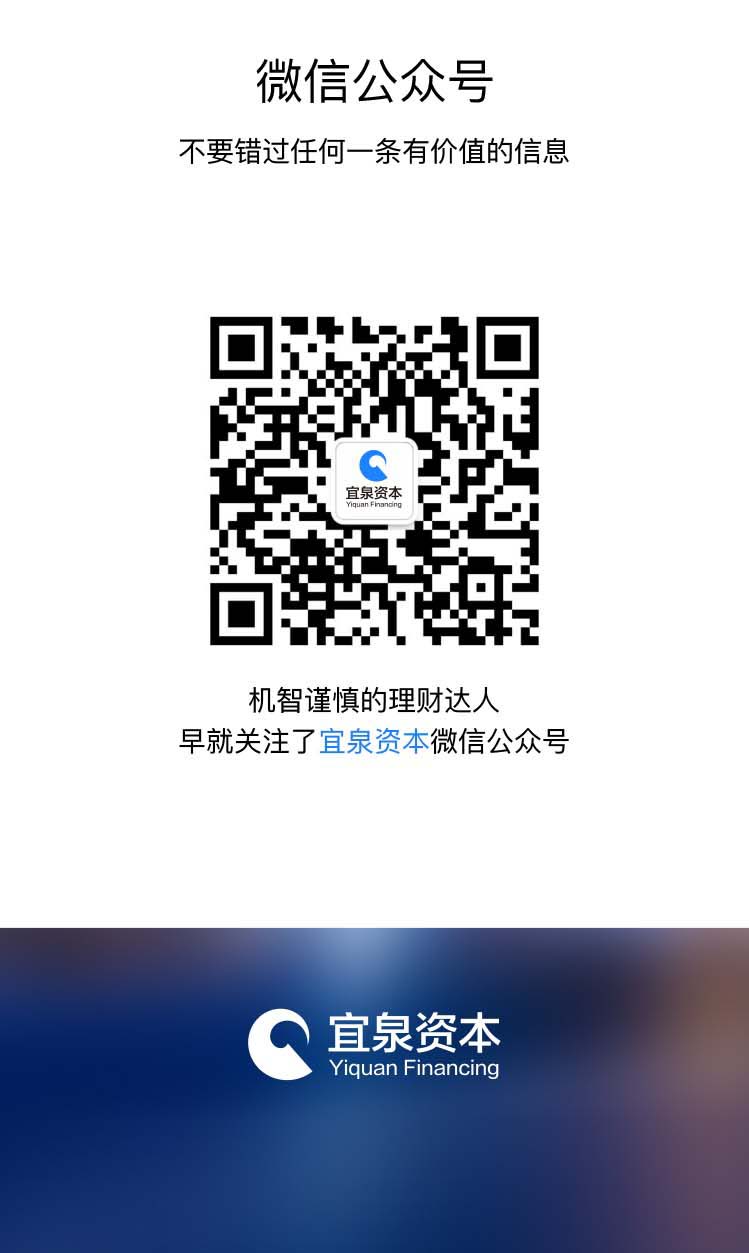 微信公众号
不要错过任何一条有价值的信息
宜泉资本
Yiquan Financing
机智谨慎的理财达人
早就关注了宜泉资本微信公众号
宜泉资本
Yiquan Financing